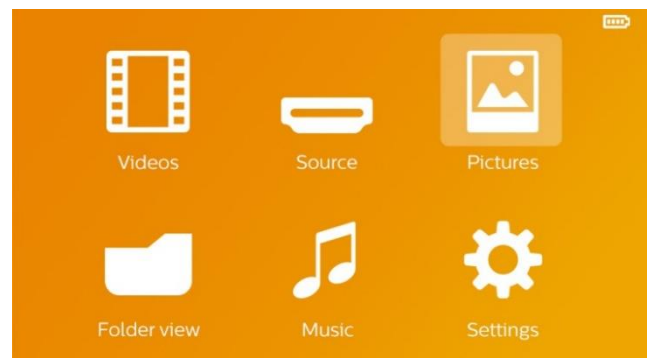 Videos
Source
Pictures
Folder view
Music
Settings